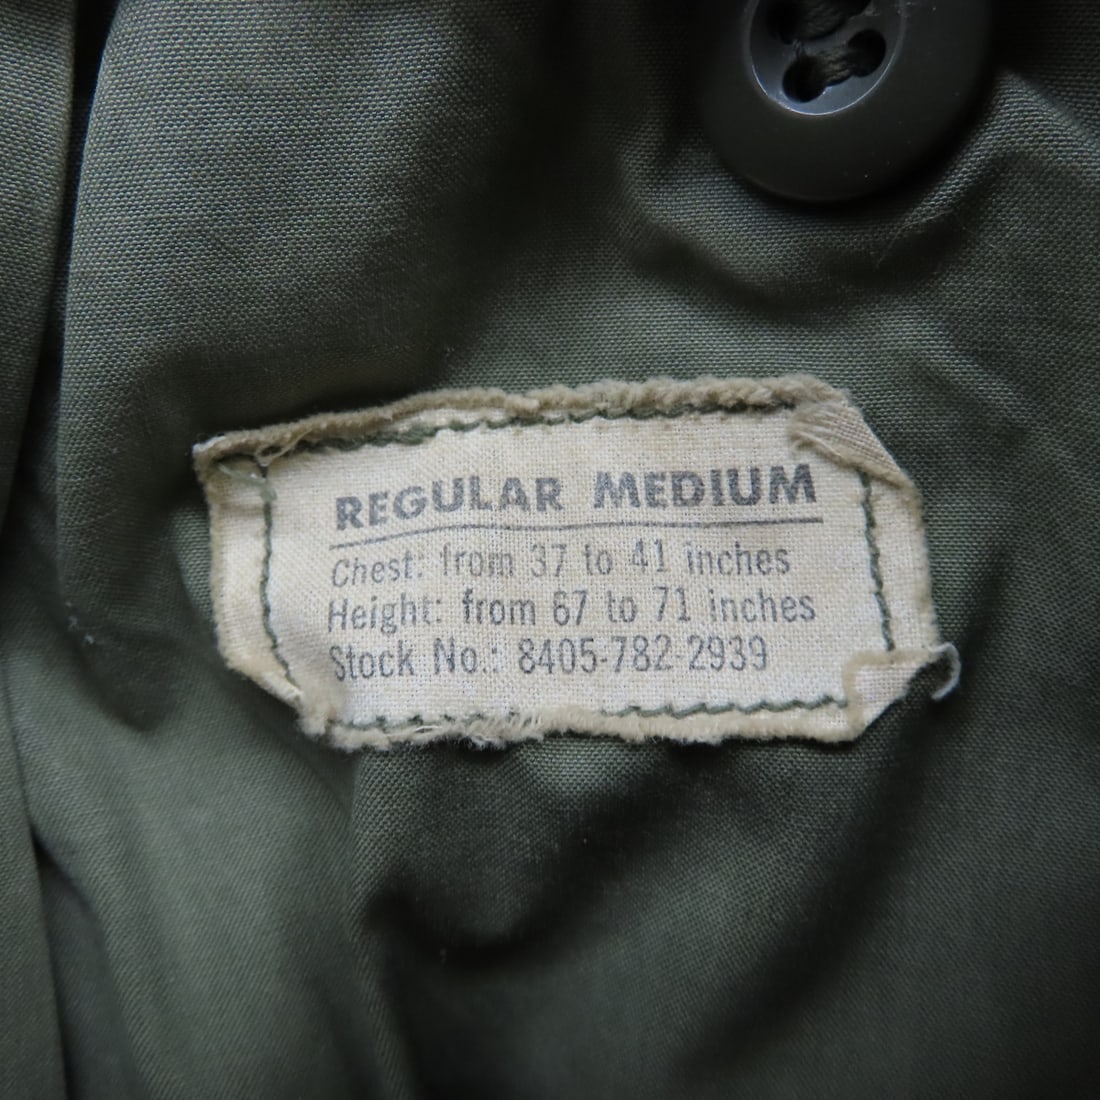 REGULAR MEDIUM
Chest: from 37 to 41 inches
Height: from 67 to 71 inches
Stock No.: 8405-782-2939